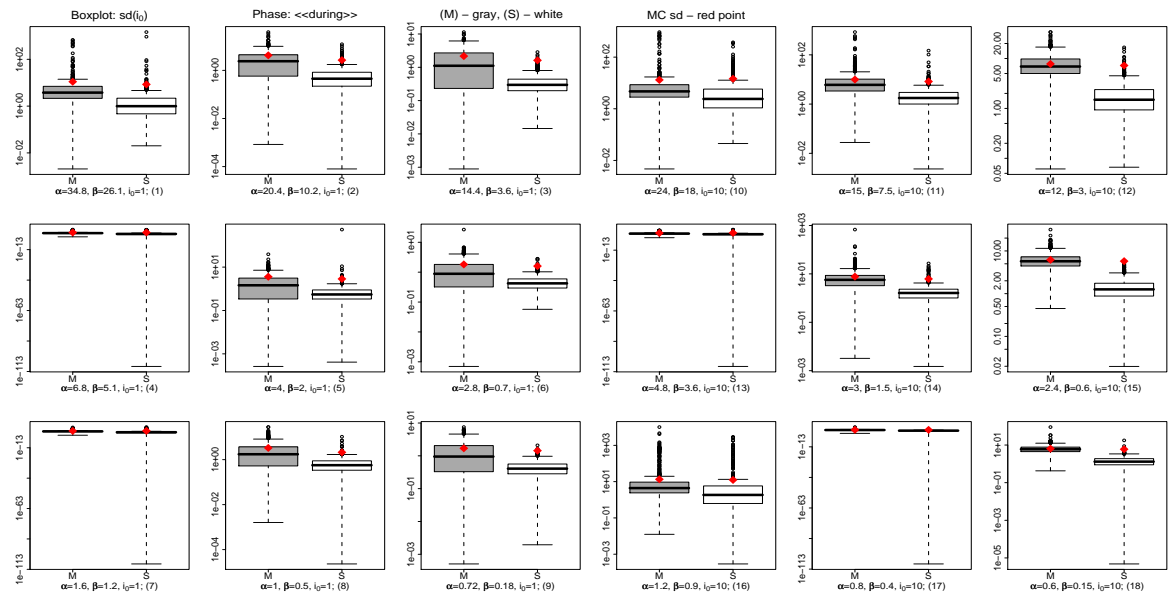 Boxplot: sd(i₀)
Phase: <<during>>
(M) − gray, (S) − white
MC sd − red point
1e−02 1e+00 1e+02
M S
α=34.8, β=26.1, i₀=1; (1)
1e−04 1e−02 1e+00
M S
α=20.4, β=10.2, i₀=1; (2)
1e−03 1e−01 1e+01
M S
α=14.4, β=3.6, i₀=1; (3)
1e−02 1e+00 1e+02
M S
α=24, β=18, i₀=10; (10)
1e−02 1e+00 1e+02
M S
α=15, β=7.5, i₀=10; (11)
0.05 0.20 1.00 5.00 20.00
M S
α=12, β=3, i₀=10; (12)
1e−113 1e−63 1e−13
M S
α=6.8, β=5.1, i₀=1; (4)
1e−03 1e−01 1e+01
M S
α=4, β=2, i₀=1; (5)
1e−03 1e−01 1e+01
M S
α=2.8, β=0.7, i₀=1; (6)
1e−113 1e−63 1e−13
M S
α=4.8, β=3.6, i₀=10; (13)
1e−03 1e−01 1e+01 1e+03
M S
α=3, β=1.5, i₀=10; (14)
0.02 0.10 0.50 2.00 10.00
M S
α=2.4, β=0.6, i₀=10; (15)
1e−113 1e−63 1e−13
M S
α=1.6, β=1.2, i₀=1; (7)
1e−04 1e−02 1e+00
M S
α=1, β=0.5, i₀=1; (8)
1e−03 1e−01 1e+01
M S
α=0.72, β=0.18, i₀=1; (9)
1e−03 1e−01 1e+01 1e+03
M S
α=1.2, β=0.9, i₀=10; (16)
1e−113 1e−63 1e−13
M S
α=0.8, β=0.4, i₀=10; (17)
1e−05 1e−03 1e−01 1e+01
M S
α=0.6, β=0.15, i₀=10; (18)